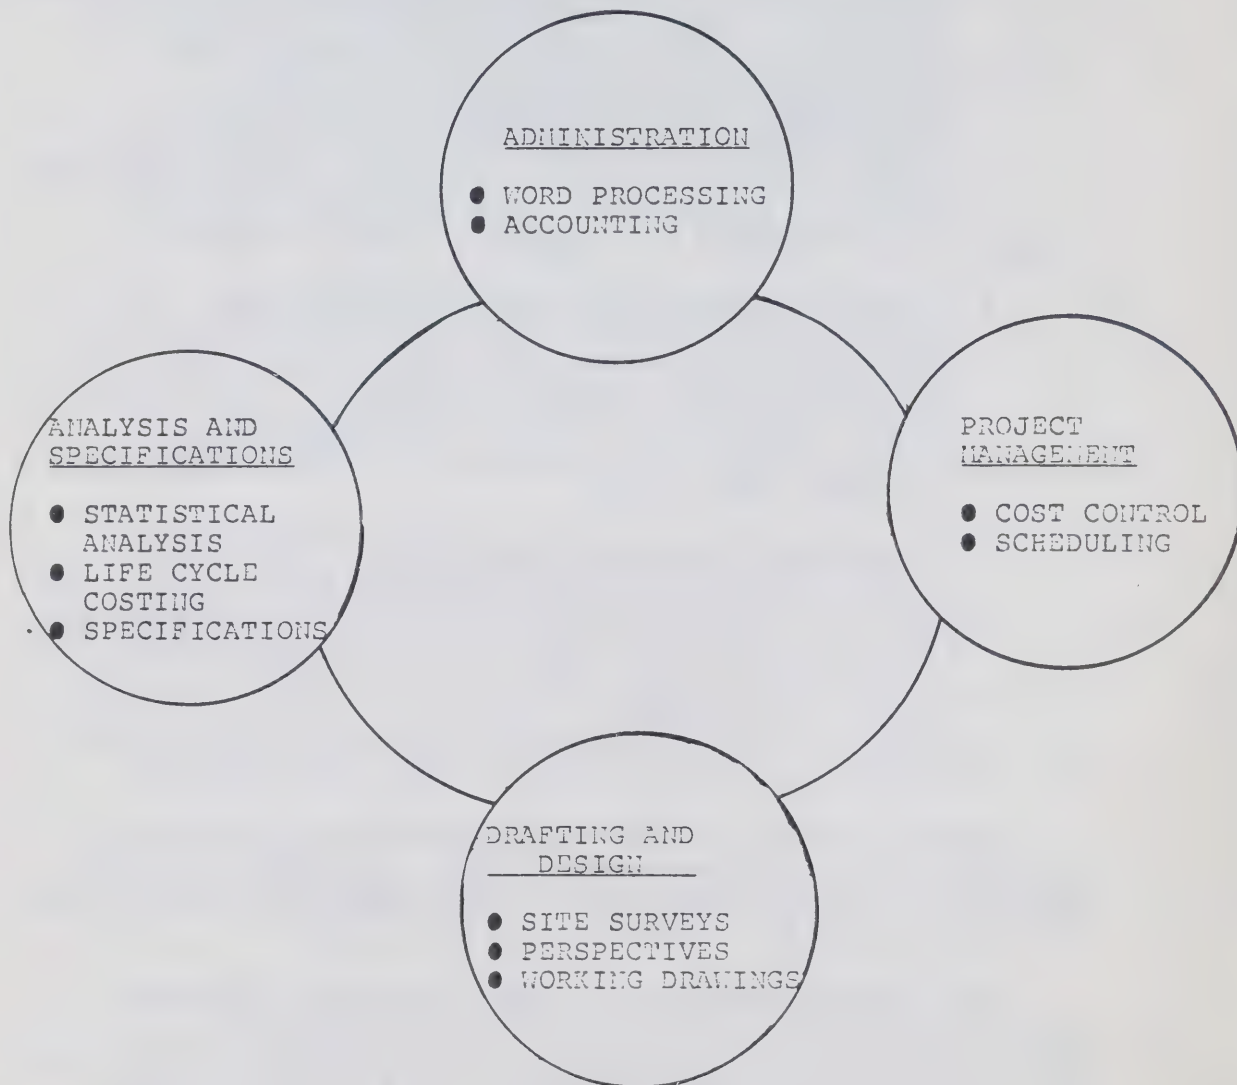 ADMINISTRATION
● WORD PROCESSING
● ACCOUNTING
ANALYSIS AND
SPECIFICATIONS
● STATISTICAL
ANALYSIS
● LIFE CYCLE
COSTING
● SPECIFICATIONS
PROJECT
MANAGEMENT
● COST CONTROL
● SCHEDULING
DRAFTING AND
DESIGN
● SITE SURVEYS
● PERSPECTIVES
● WORKING DRAWINGS